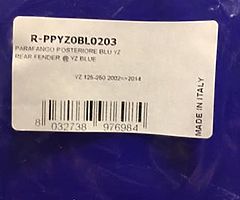 R-PPYZ0BL0203
PARAFANGO POSTERIORE BLU YZ
REAR FENDER @ YZ BLUE
YZ 125-250 2002=>2014
8 032738 976984
MADE IN ITALY